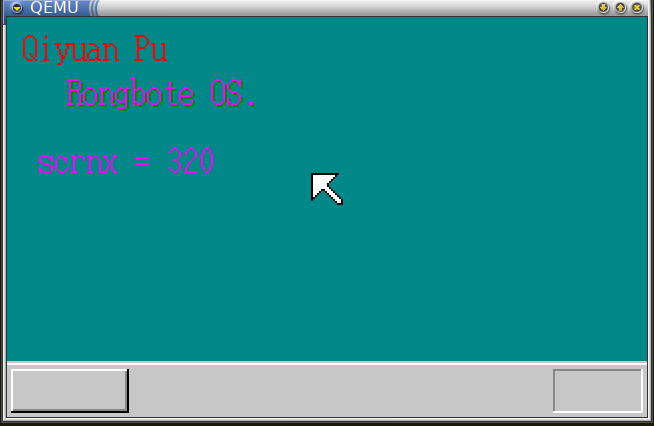 QEMU
Qiyuan Pu
Rongbote OS.
scrnx = 320